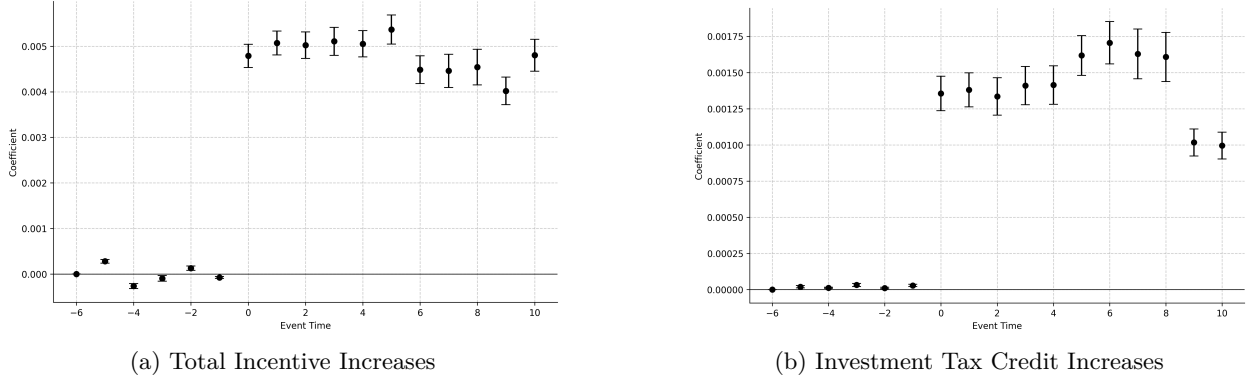 0.005
0.004
0.003
0.002
0.001
0.000
Coefficient
−6 −4 −2 0 2 4 6 8 10
Event Time
(a) Total Incentive Increases
0.00175
0.00150
0.00125
0.00100
0.00075
0.00050
0.00025
0.00000
Coefficient
−6 −4 −2 0 2 4 6 8 10
Event Time
(b) Investment Tax Credit Increases